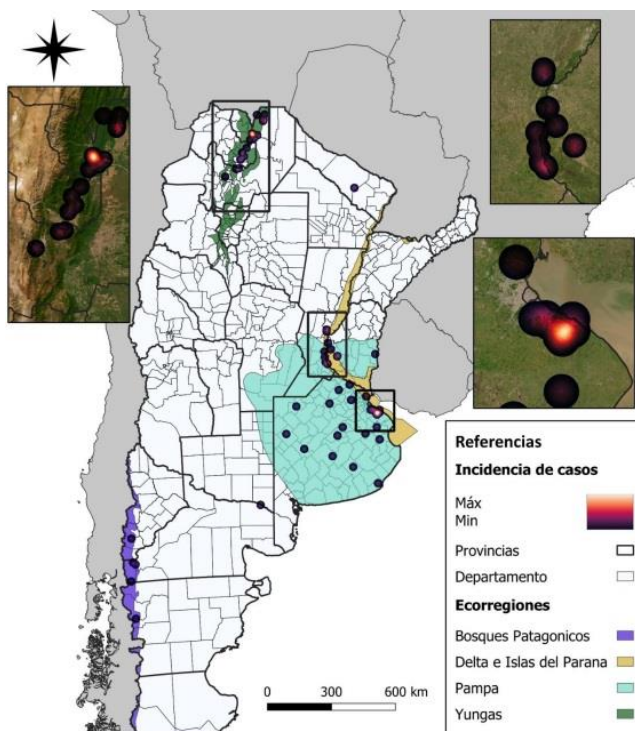 Referencias
Incidencia de casos
Máx
Min
Provincias
Departamento
Ecorregiones
Bosques Patagonicos
Delta e Islas del Parana
Pampa
Yungas
0 300 600 km